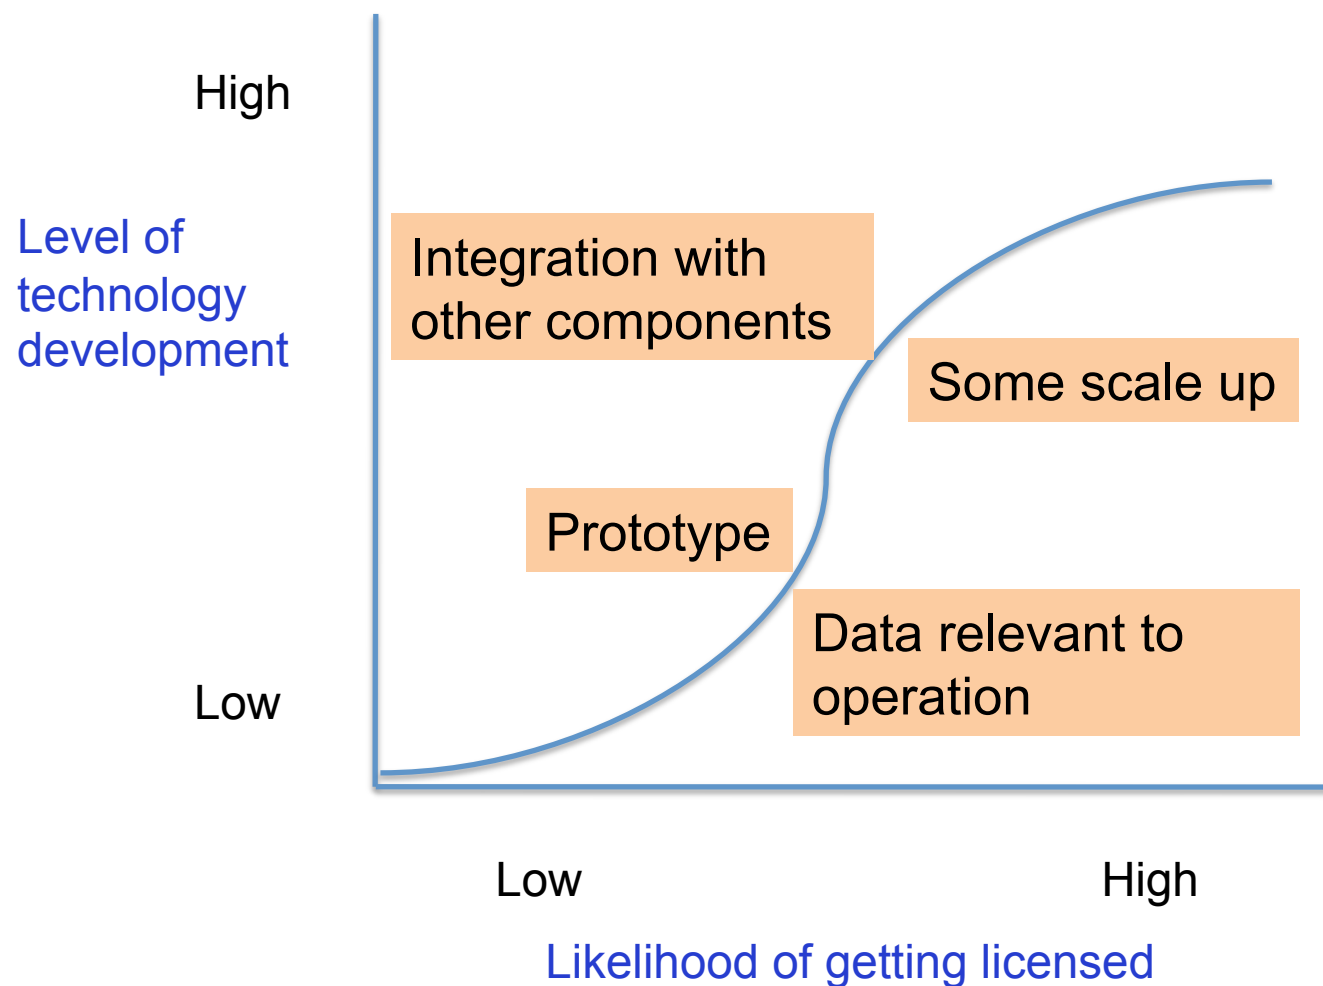 High
Level of
technology
development
Integration with
other components
Some scale up
Prototype
Data relevant to
operation
Low
Low
High
Likelihood of getting licensed